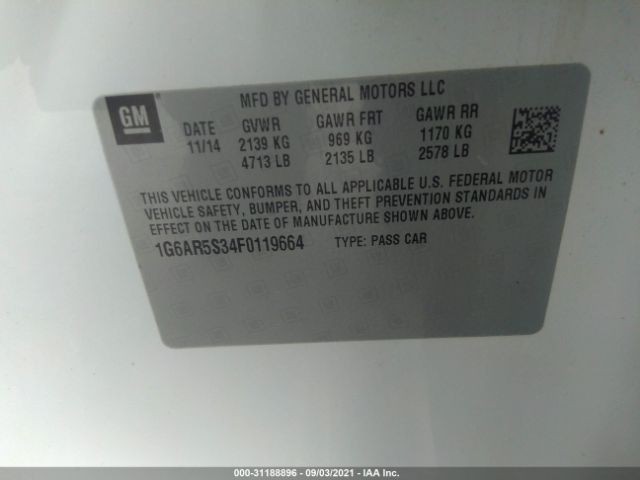 GM
MFD BY GENERAL MOTORS LLC
DATE GVWR GAWR FRT GAWR RR
11/14 2139 KG 969 KG 1170 KG
4713 LB 2135 LB 2578 LB
THIS VEHICLE CONFORMS TO ALL APPLICABLE U.S. FEDERAL MOTOR
VEHICLE SAFETY, BUMPER, AND THEFT PREVENTION STANDARDS IN
EFFECT ON THE DATE OF MANUFACTURE SHOWN ABOVE.
1G6AR5S34F0119664 TYPE: PASS CAR
000-31188896 - 09/03/2021 - IAA Inc.